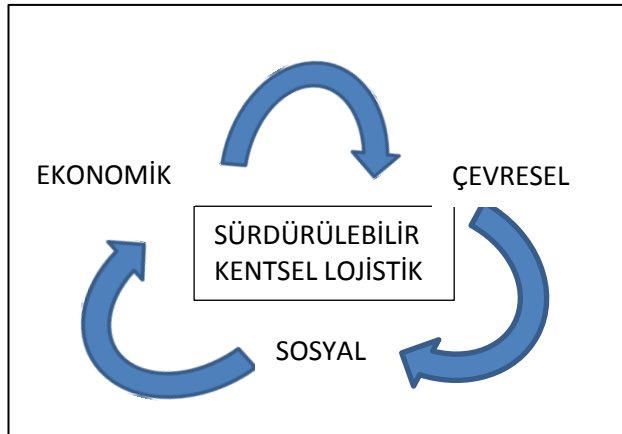 EKONOMİK
ÇEVRESEL
SÜRDÜRÜLEBİLİR
KENTSEL LOJİSTİK
SOSYAL